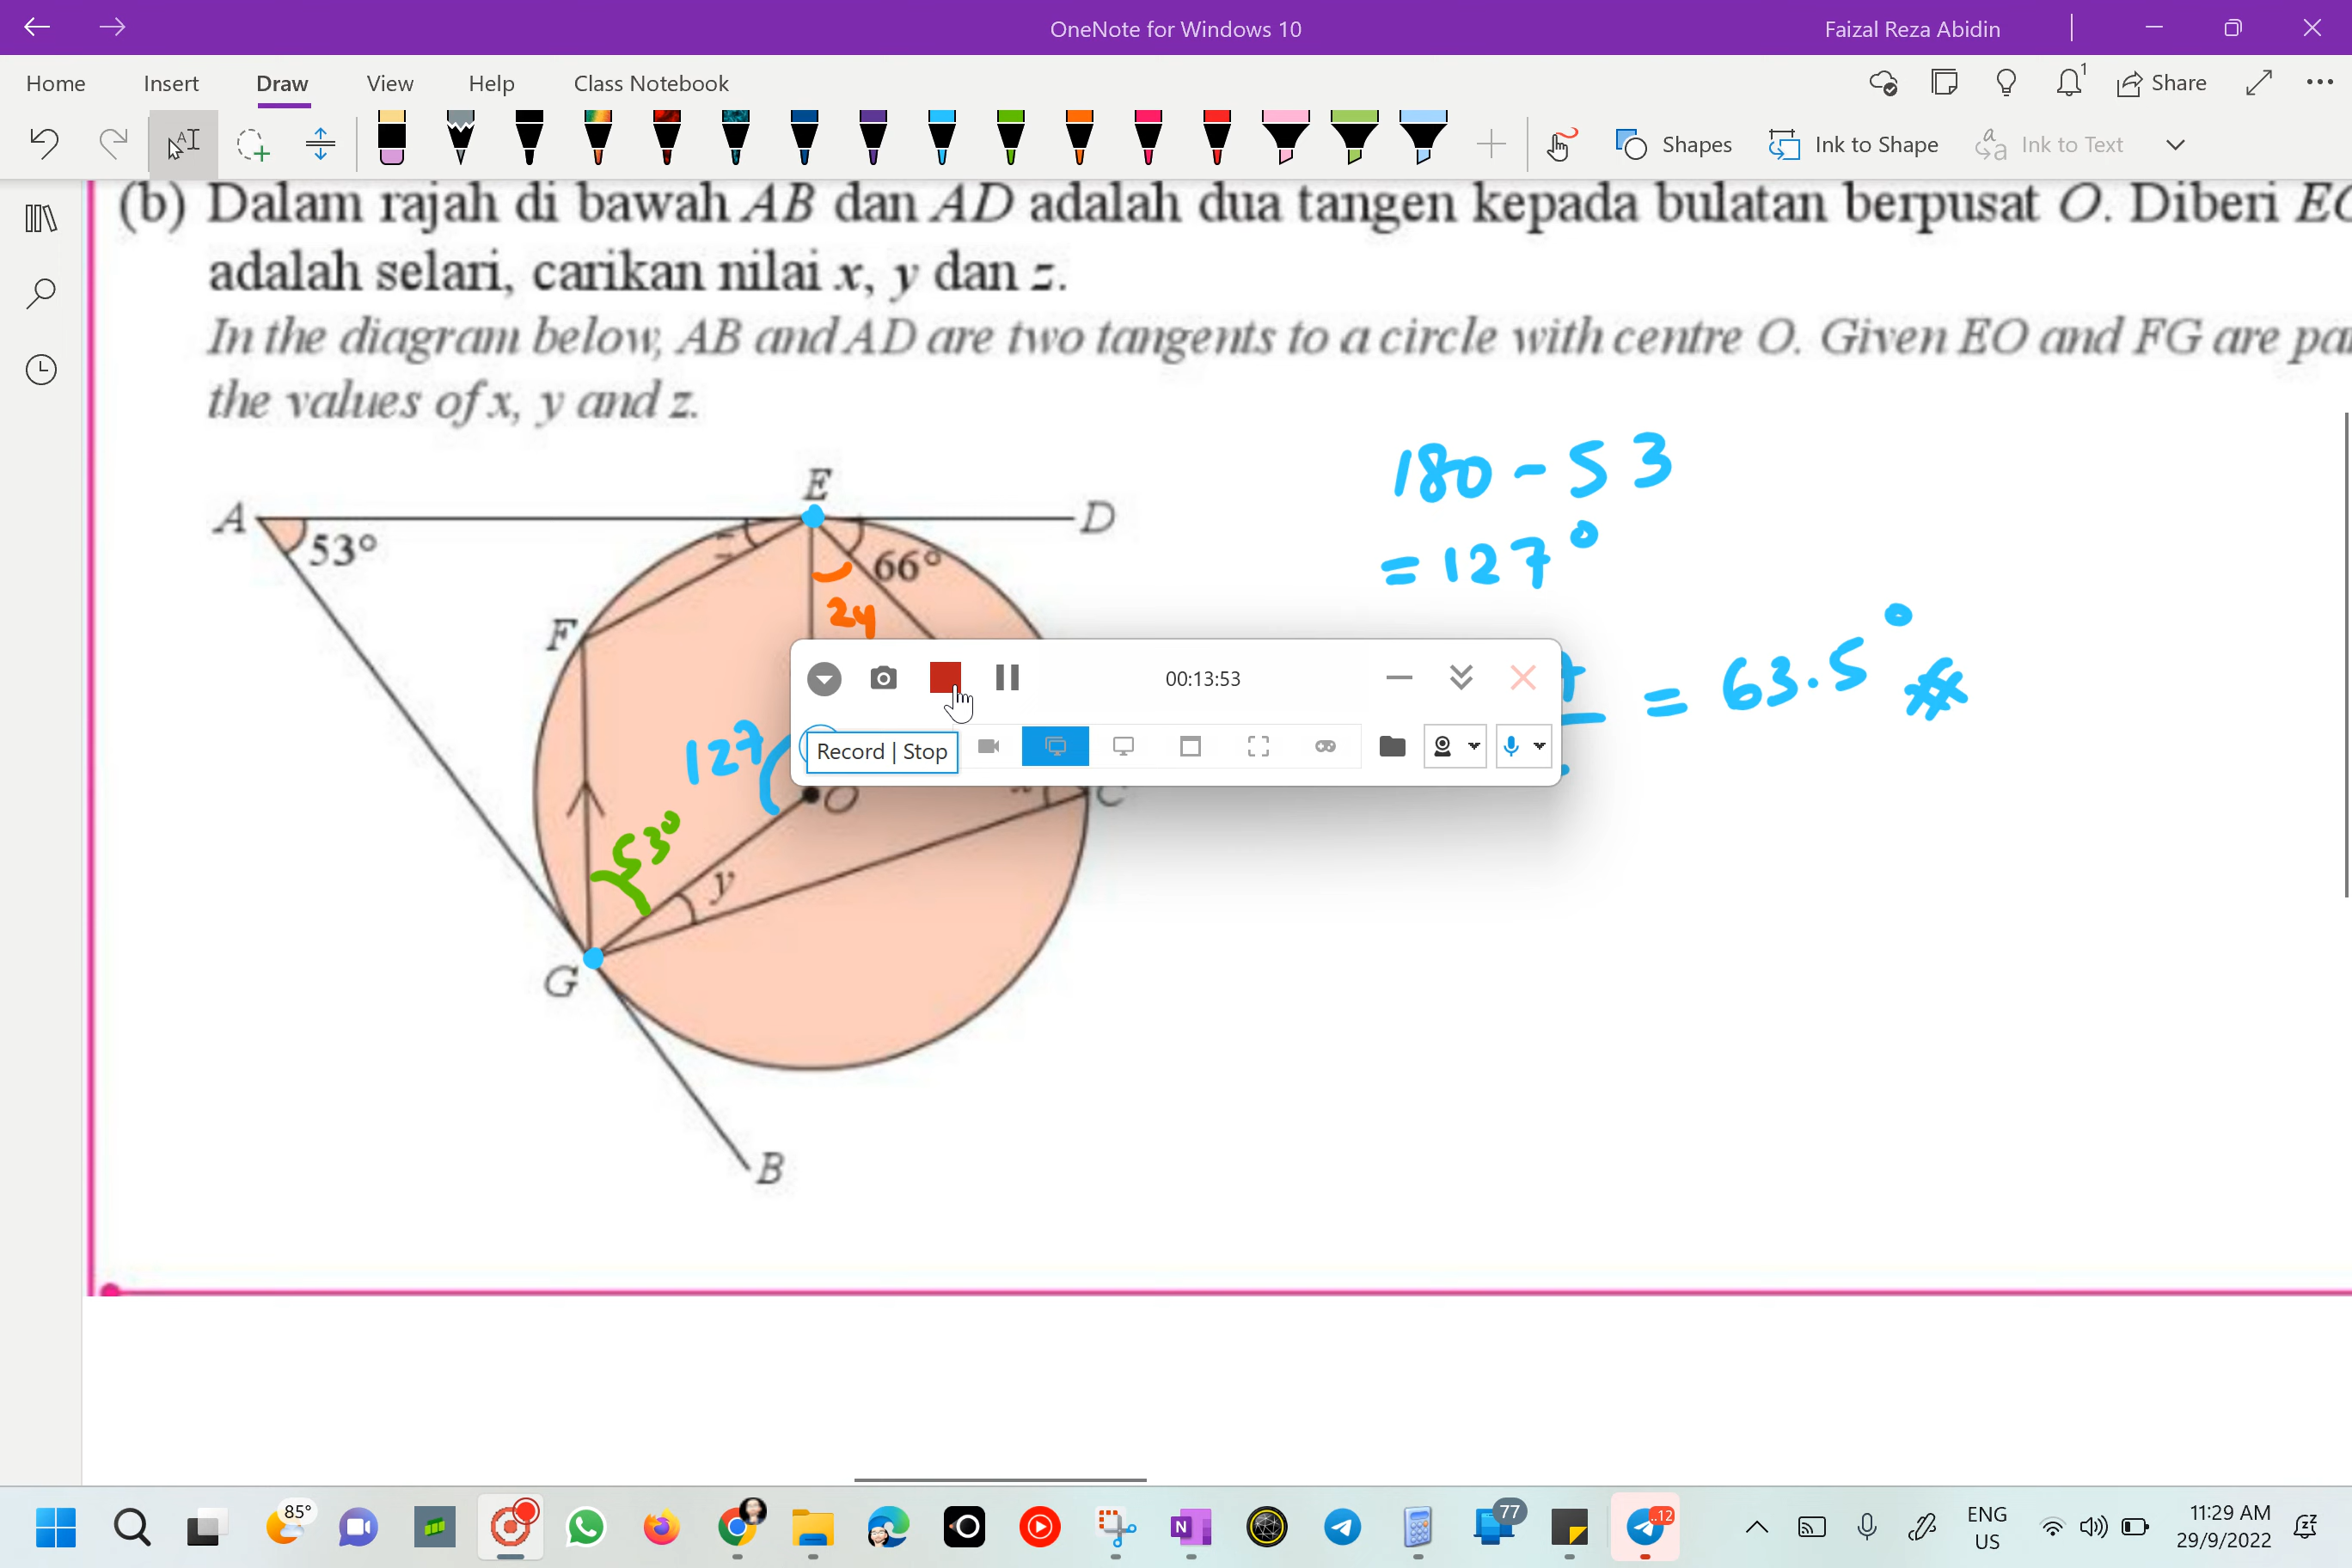 OneNote for Windows 10
Faizal Reza Abidin
Home Insert Draw View Help Class Notebook
1
Share
Shapes Ink to Shape Ink to Text
(b) Dalam rajah di bawah AB dan AD adalah dua tangen kepada bulatan berpusat O. Diberi
adalah selari, carikan nilai x, y dan z.
In the diagram below, AB and AD are two tangents to a circle with centre O. Given EO and FG are
the values of x, y and z.
180 - 53
= 127°
= 63.5° #
E
A
D
53°
z
66°
24
F
00:13:53
Record | Stop
127
O
x
C
53°
y
G
B
85°
77
..12
ENG
US
11:29 AM
29/9/2022